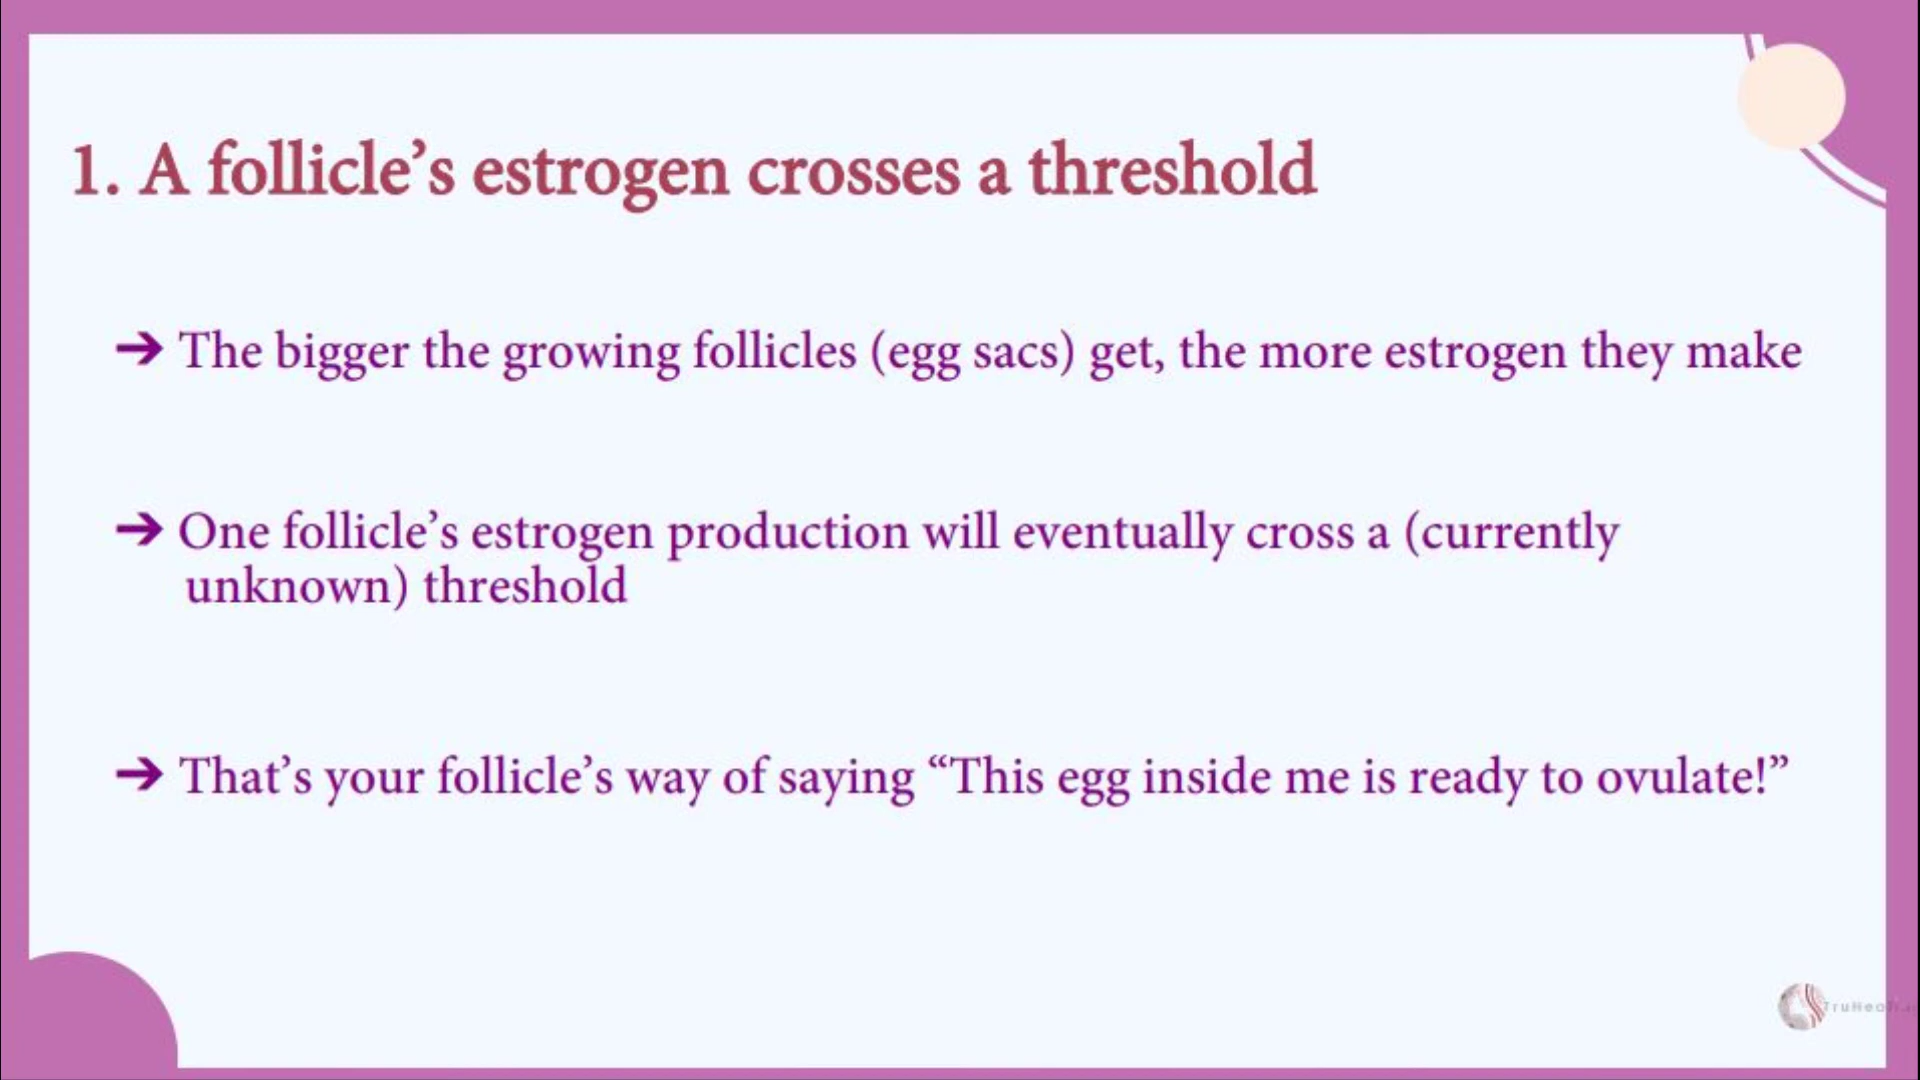 1. A follicle’s estrogen crosses a threshold
➔ The bigger the growing follicles (egg sacs) get, the more estrogen they make
➔ One follicle’s estrogen production will eventually cross a (currently
unknown) threshold
➔ That’s your follicle’s way of saying “This egg inside me is ready to ovulate!”